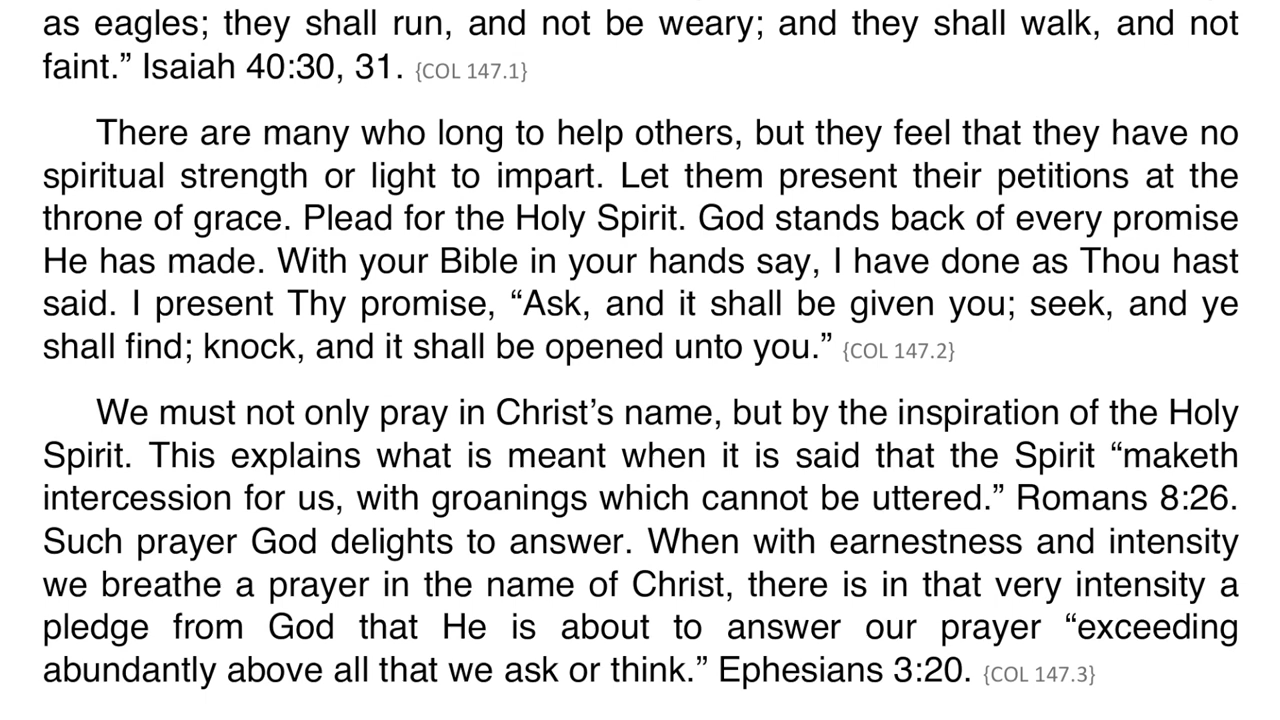 as eagles; they shall run, and not be weary; and they shall walk, and not
faint.” Isaiah 40:30, 31. {COL 147.1}
There are many who long to help others, but they feel that they have no
spiritual strength or light to impart. Let them present their petitions at the
throne of grace. Plead for the Holy Spirit. God stands back of every promise
He has made. With your Bible in your hands say, I have done as Thou hast
said. I present Thy promise, “Ask, and it shall be given you; seek, and ye
shall find; knock, and it shall be opened unto you.” {COL 147.2}
We must not only pray in Christ’s name, but by the inspiration of the Holy
Spirit. This explains what is meant when it is said that the Spirit “maketh
intercession for us, with groanings which cannot be uttered.” Romans 8:26.
Such prayer God delights to answer. When with earnestness and intensity
we breathe a prayer in the name of Christ, there is in that very intensity a
pledge from God that He is about to answer our prayer “exceeding
abundantly above all that we ask or think.” Ephesians 3:20. {COL 147.3}